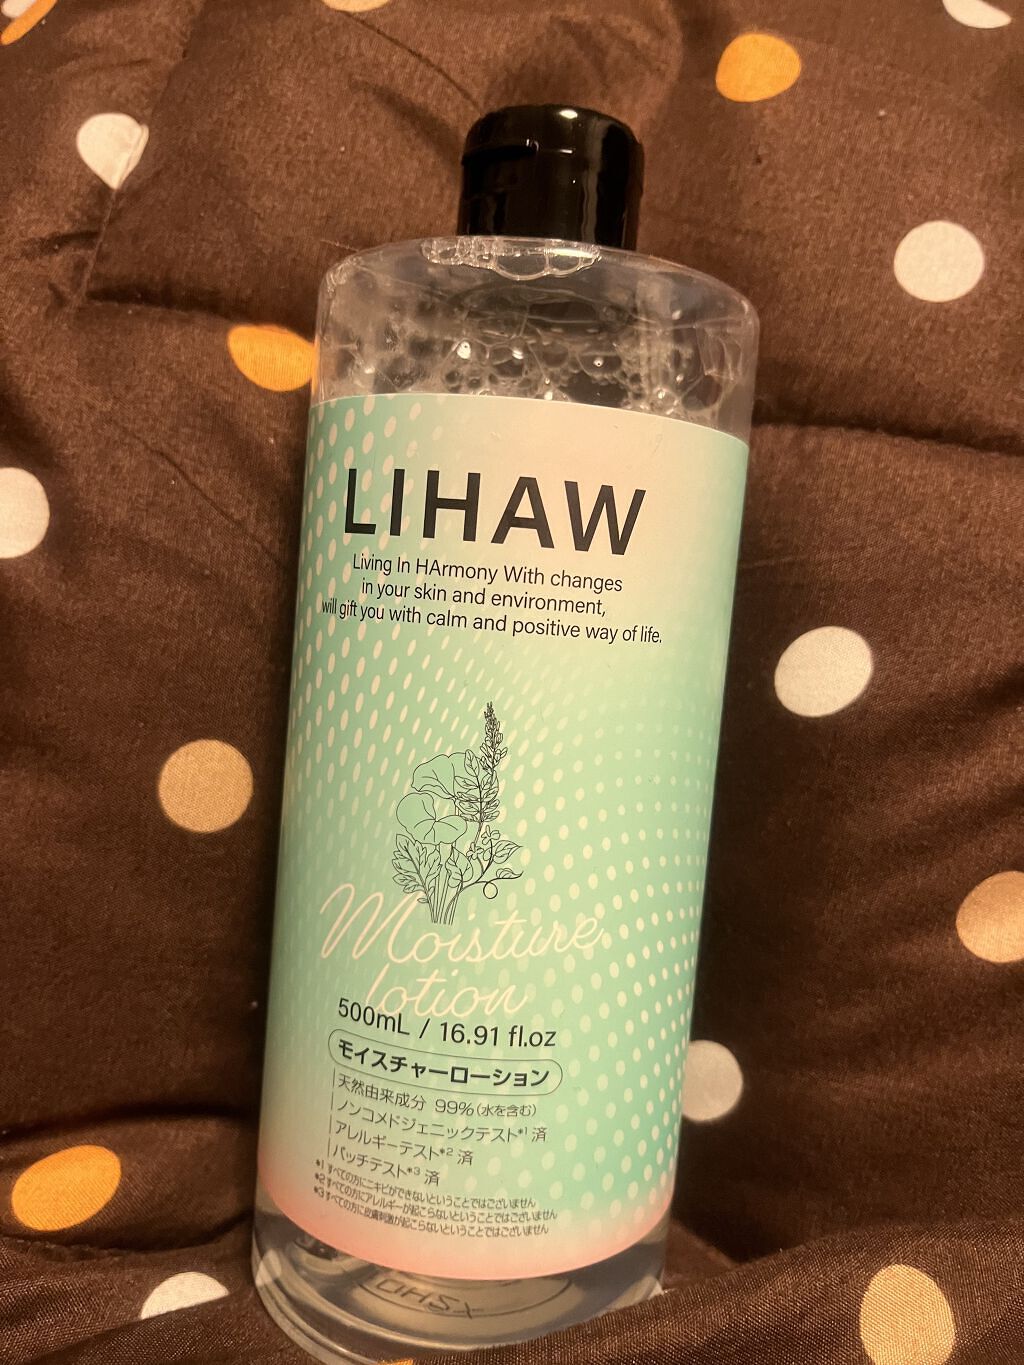 LIHAW
Living In HArmony With changes
in your skin and environment,
will gift you with calm and positive way of life.
Moisture
lotion
500mL / 16.91 fl.oz
モイスチャーローション
天然由来成分 99%(水を含む)
ノンコメドジェニックテスト*1 済
アレルギーテスト*2 済
パッチテスト*3 済
*1 すべての方にニキビができないということではございません
*2 すべての方にアレルギーが起こらないということではございません
*3 すべての方に皮膚刺激が起こらないということではございません